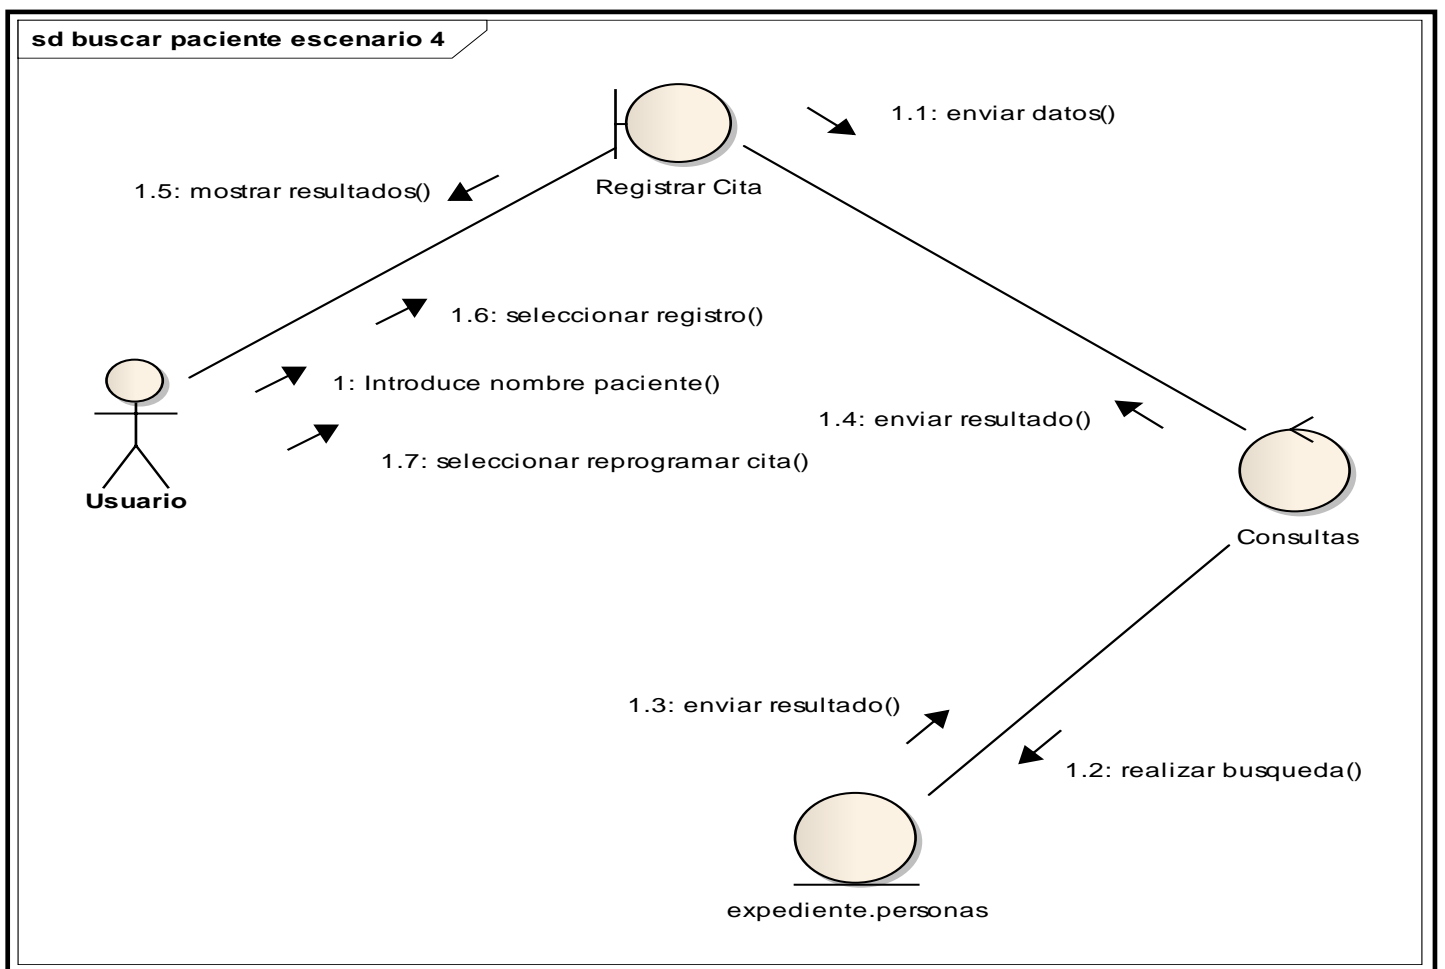 sd buscar paciente escenario 4
1.1: enviar datos()
Registrar Cita
1.5: mostrar resultados()
1.6: seleccionar registro()
1: Introduce nombre paciente()
1.4: enviar resultado()
1.7: seleccionar reprogramar cita()
Usuario
Consultas
1.3: enviar resultado()
1.2: realizar busqueda()
expediente.personas